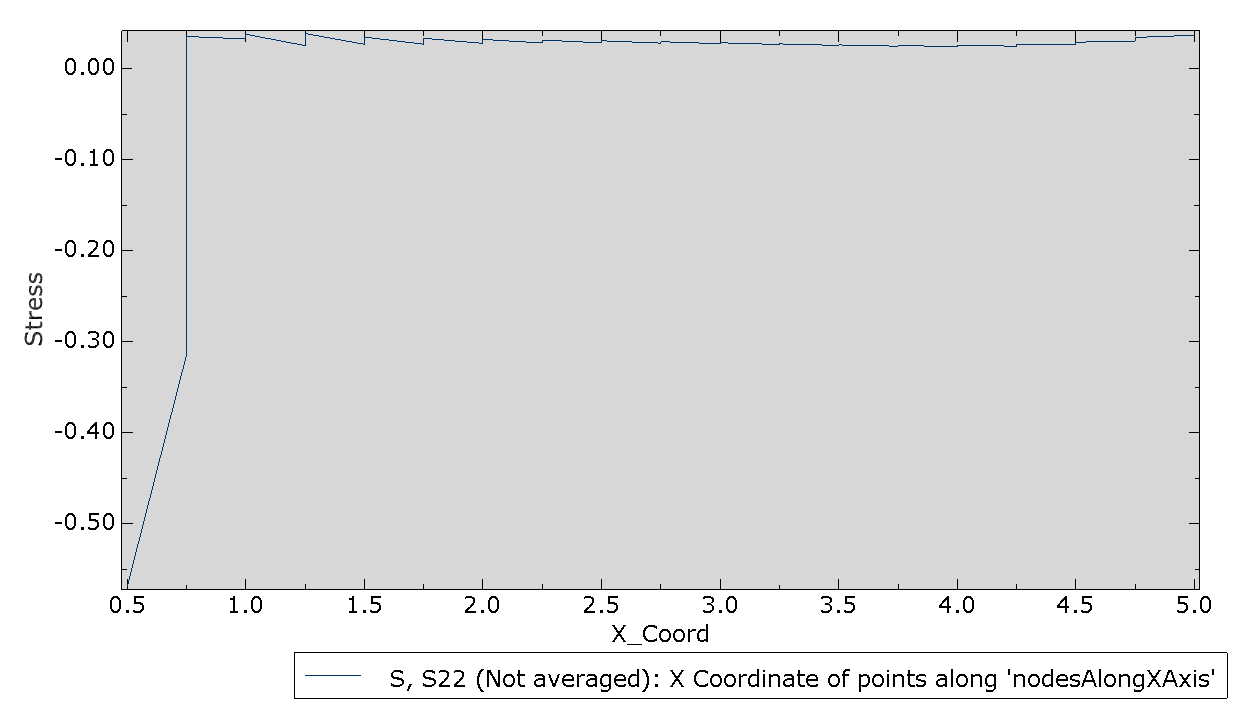 0.00
-0.10
-0.20
-0.30
-0.40
-0.50
Stress
0.5 1.0 1.5 2.0 2.5 3.0 3.5 4.0 4.5 5.0
X_Coord
S, S22 (Not averaged): X Coordinate of points along 'nodesAlongXAxis'